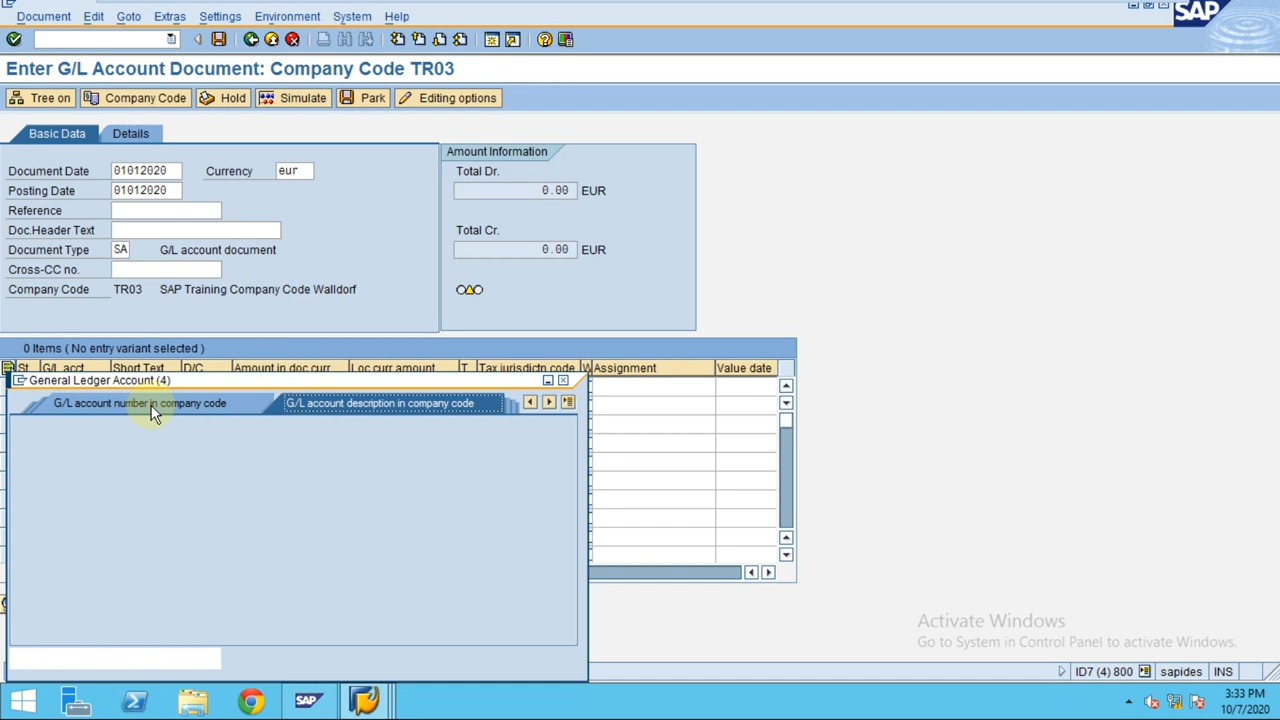 Document Edit Goto Extras Settings Environment System Help
SAP
Enter G/L Account Document: Company Code TR03
Tree on Company Code Hold Simulate Park Editing options
Basic Data Details
Amount Information
Document Date 01012020 Currency eur
Total Dr.
Posting Date 01012020
0.00 EUR
Reference
Doc.Header Text
Total Cr.
Document Type SA G/L account document
0.00 EUR
Cross-CC no.
Company Code TR03 SAP Training Company Code Walldorf
0 Items ( No entry variant selected )
St G/L acct Short Text D/C Amount in doc.curr. Loc.curr.amount T Tax jurisdictn code Assignment Value date
General Ledger Account (4)
G/L account number in company code G/L account description in company code
Activate Windows
Go to System in Control Panel to activate Windows.
ID7 (4) 800 sapides INS
SAP
3:33 PM
10/7/2020